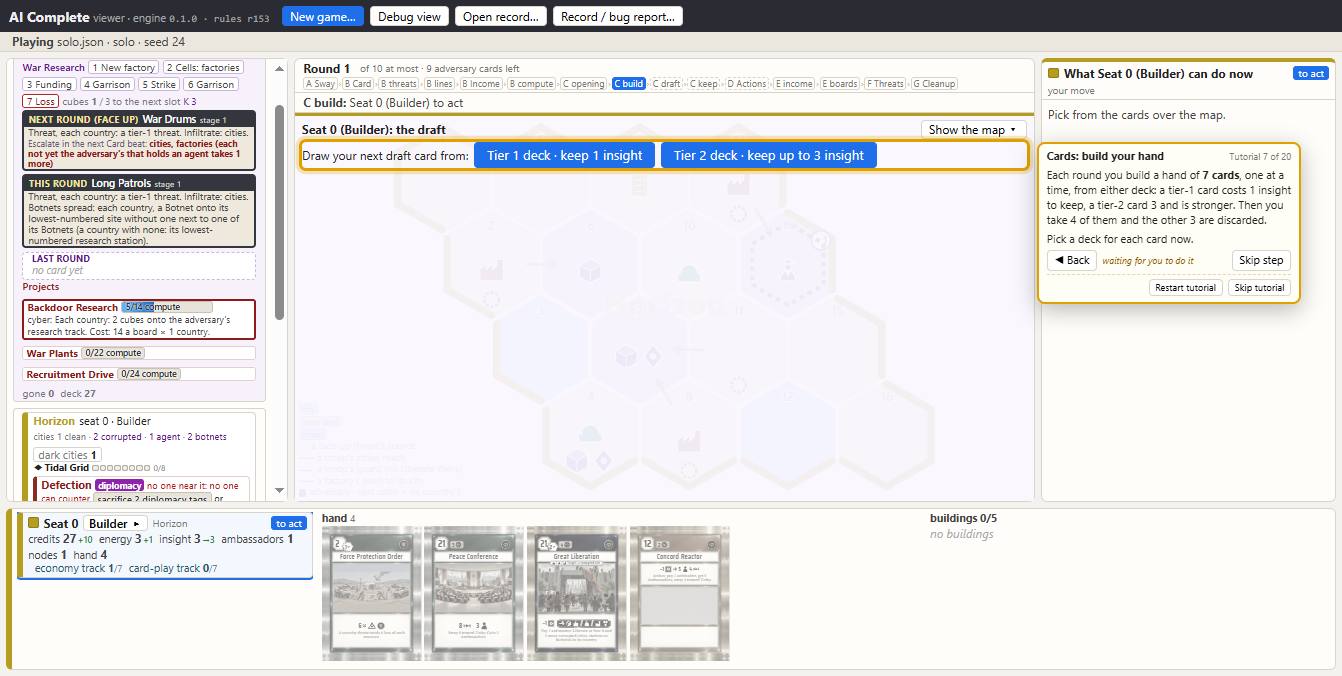 AI Complete viewer · engine 0.1.0 · rules r153 New game... Debug view Open record... Record / bug report...
Playing solo.json · solo · seed 24
War Research 1 New factory 2 Cells: factories
3 Funding 4 Garrison 5 Strike 6 Garrison
7 Loss cubes 1 / 3 to the next slot K 3
NEXT ROUND (FACE UP) War Drums stage 1
Threat, each country: a tier-1 threat. Infiltrate: cities.
Escalate in the next Card beat: cities, factories (each
not yet the adversary's that holds an agent takes 1
more)
THIS ROUND Long Patrols stage 1
Threat, each country: a tier-1 threat. Infiltrate: cities.
Botnets spread: each country, a Botnet onto its
lowest-numbered site without one next to one of
its Botnets (a country with none: its lowest-
numbered research station).
LAST ROUND
no card yet
Projects
Backdoor Research 5/14 compute
cyber: Each country: 2 cubes onto the adversary's
research track. Cost: 14 a board × 1 country.
War Plants 0/22 compute
Recruitment Drive 0/24 compute
gone 0 deck 27
Horizon seat 0 · Builder
cities 1 clean · 2 corrupted · 1 agent · 2 botnets
dark cities 1
◆ Tidal Grid 0/8
Defection diplomacy no one near it: no one
can counter sacrifice 2 diplomacy tags or
Round 1 of 10 at most · 9 adversary cards left
A Sway B Card B threats B lines B Income B compute C opening C build C draft C keep D Actions E income E boards F Threats G Cleanup
C build: Seat 0 (Builder) to act
Seat 0 (Builder): the draft Show the map ▾
Draw your next draft card from: Tier 1 deck · keep 1 insight Tier 2 deck · keep up to 3 insight
What Seat 0 (Builder) can do now to act
your move
Pick from the cards over the map.
Cards: build your hand Tutorial 7 of 20
Each round you build a hand of 7 cards, one at a
time, from either deck: a tier-1 card costs 1 insight
to keep, a tier-2 card 3 and is stronger. Then you
take 4 of them and the other 3 are discarded.
Pick a deck for each card now.
◀ Back waiting for you to do it Skip step
Restart tutorial Skip tutorial
Seat 0 Builder ▸ Horizon to act
credits 27 +10 energy 3 +1 insight 3 →3 ambassadors 1
nodes 1 hand 4
economy track 1/7 card-play track 0/7
hand 4
Force Protection Order
Peace Conference
Great Liberation
Concord Reactor
buildings 0/5
no buildings